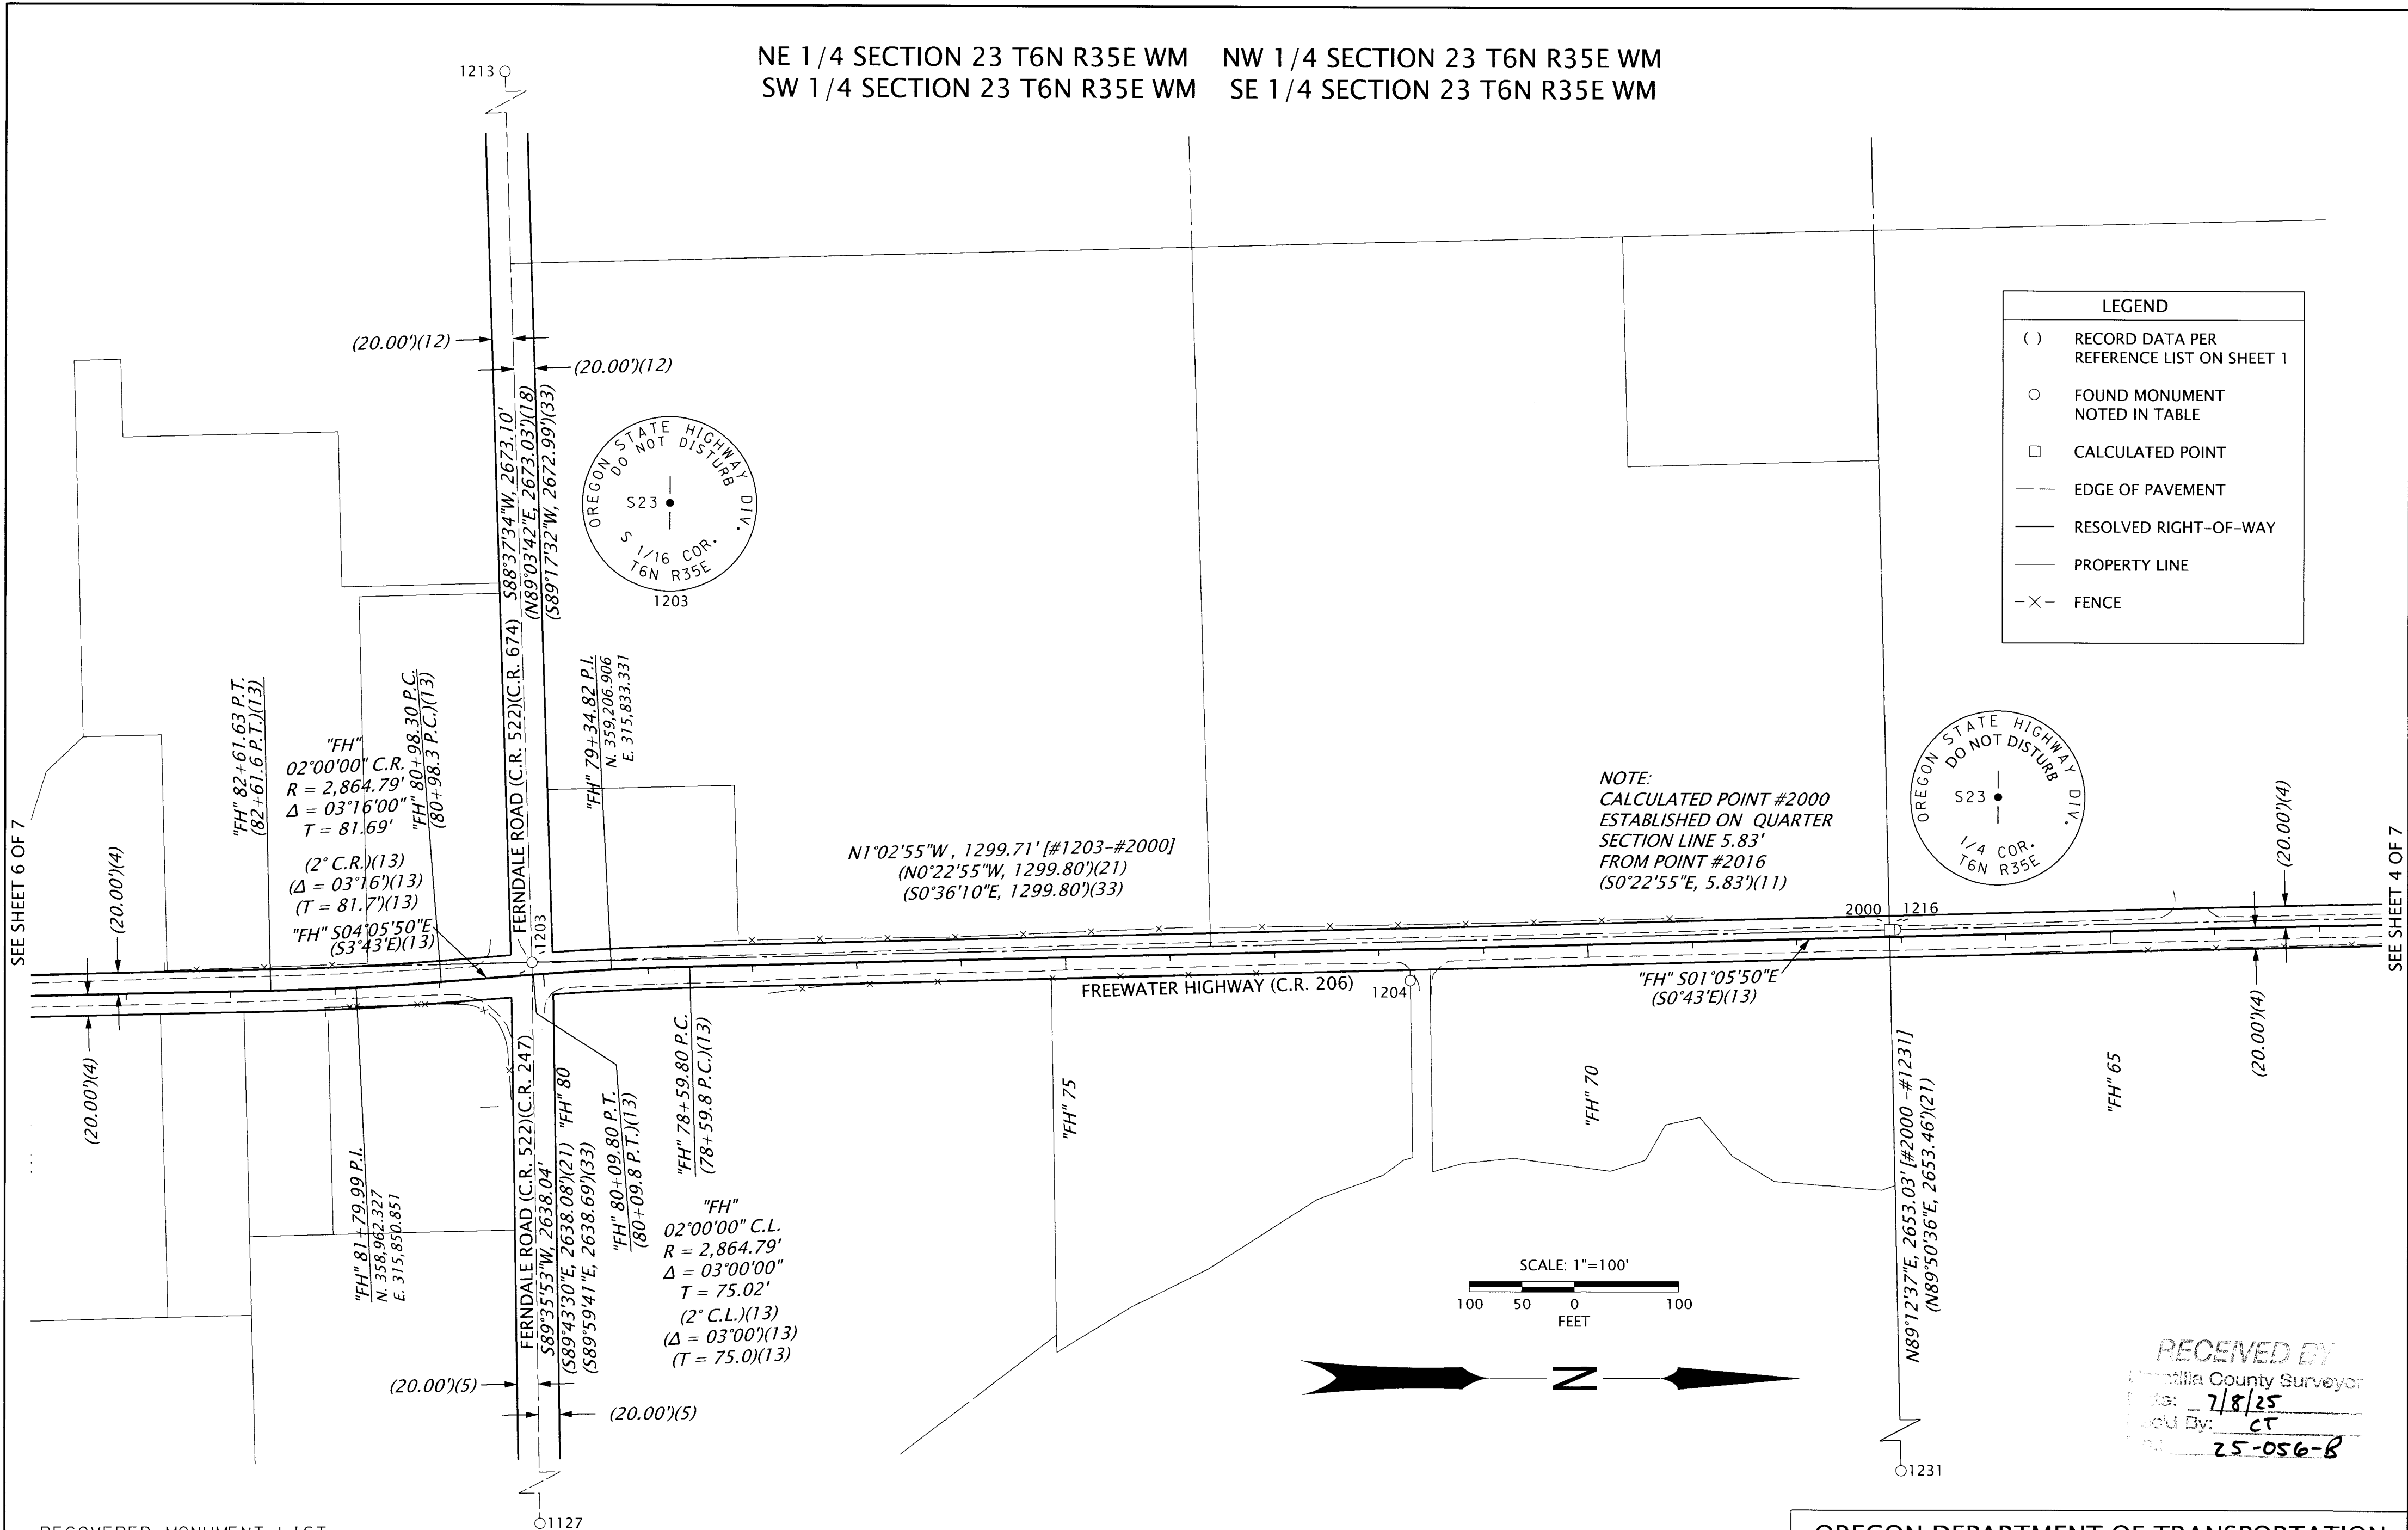 NE 1/4 SECTION 23 T6N R35E WM NW 1/4 SECTION 23 T6N R35E WM
SW 1/4 SECTION 23 T6N R35E WM SE 1/4 SECTION 23 T6N R35E WM
1213
LEGEND
( ) RECORD DATA PER
REFERENCE LIST ON SHEET 1
FOUND MONUMENT
NOTED IN TABLE
CALCULATED POINT
EDGE OF PAVEMENT
RESOLVED RIGHT-OF-WAY
PROPERTY LINE
FENCE
(20.00')(12)
(20.00')(12)
S88°37'34"W, 2673.10'
(N89°03'42"E, 2673.03')(18)
(S89°17'32"W, 2672.99')(33)
FERNDALE ROAD (C.R. 522)(C.R. 674)
OREGON STATE HIGHWAY DIV.
DO NOT DISTURB
S23
S 1/16 COR.
T6N R35E
1203
"FH" 82+61.63 P.T.
(82+61.6 P.T.)(13)
"FH"
02°00'00" C.R.
R = 2,864.79'
Δ = 03°16'00"
T = 81.69'
(2° C.R.)(13)
(Δ = 03°16')(13)
(T = 81.7')(13)
"FH" 80+98.30 P.C.
(80+98.3 P.C.)(13)
"FH" S04°05'50"E
(S3°43'E)(13)
"FH" 79+34.82 P.I.
N. 359,206.906
E. 315,833.331
SEE SHEET 6 OF 7
(20.00')(4)
(20.00')(4)
1203
N1°02'55"W , 1299.71' [#1203-#2000]
(N0°22'55"W, 1299.80')(21)
(S0°36'10"E, 1299.80')(33)
NOTE:
CALCULATED POINT #2000
ESTABLISHED ON QUARTER
SECTION LINE 5.83'
FROM POINT #2016
(S0°22'55"E, 5.83')(11)
OREGON STATE HIGHWAY DIV.
DO NOT DISTURB
S23
1/4 COR.
T6N R35E
2000 1216
(20.00')(4)
(20.00')(4)
SEE SHEET 4 OF 7
FREEWATER HIGHWAY (C.R. 206)
1204
"FH" S01°05'50"E
(S0°43'E)(13)
"FH" 81+79.99 P.I.
N. 358,962.327
E. 315,850.851
FERNDALE ROAD (C.R. 522)(C.R. 247)
S89°35'53"W, 2638.04'
(S89°43'30"E, 2638.08')(21)
(S89°59'41"E, 2638.69')(33)
"FH" 80
"FH" 80+09.80 P.T.
(80+09.8 P.T.)(13)
"FH" 78+59.80 P.C.
(78+59.8 P.C.)(13)
"FH"
02°00'00" C.L.
R = 2,864.79'
Δ = 03°00'00"
T = 75.02'
(2° C.L.)(13)
(Δ = 03°00')(13)
(T = 75.0)(13)
"FH" 75
"FH" 70
"FH" 65
N89°12'37"E, 2653.03' [#2000 -#1231]
(N89°50'36"E, 2653.46')(21)
(20.00')(5)
(20.00')(5)
SCALE: 1"=100'
100 50 0 100
FEET
N
RECEIVED BY
County Surveyor
7/8/25
By: CT
25-056-B
1231
1127
RECOVERED MONUMENT LIST
OREGON DEPARTMENT OF TRANSPORTATION